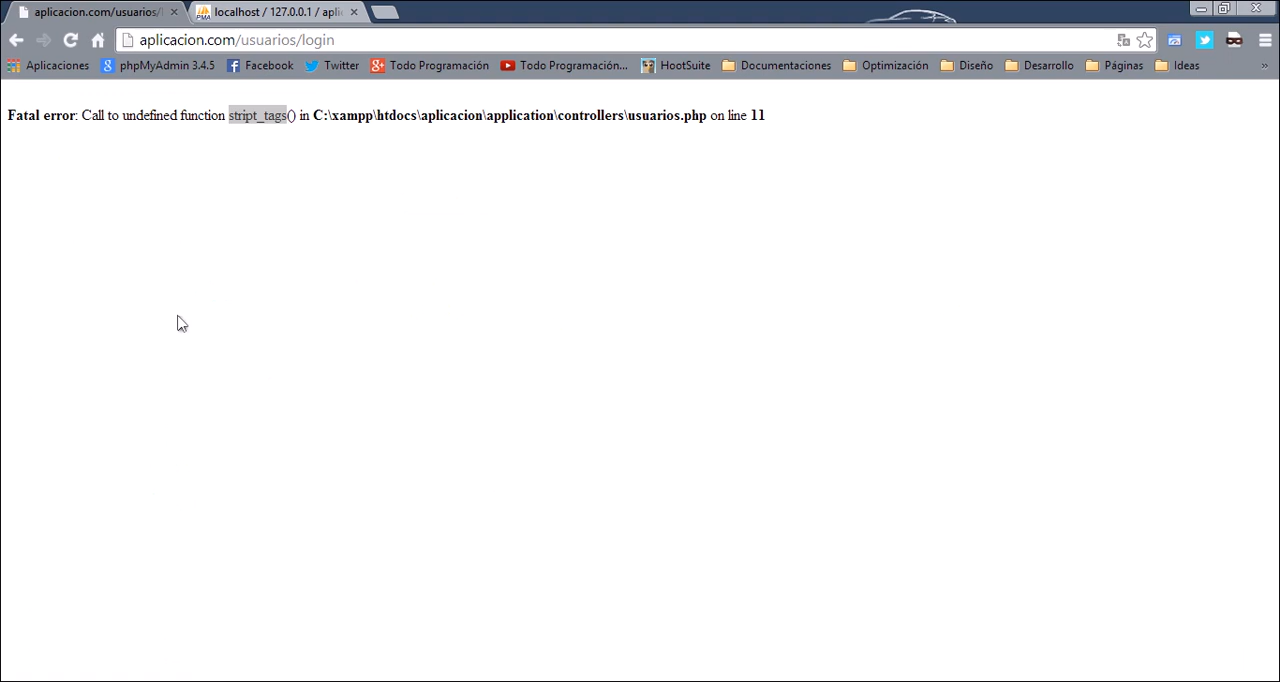 aplicacion.com/usuarios/
localhost / 127.0.0.1 / apli
PMA
aplicacion.com/usuarios/login
Aplicaciones
phpMyAdmin 3.4.5
Facebook
Twitter
Todo Programación
Todo Programación...
HootSuite
Documentaciones
Optimización
Diseño
Desarrollo
Páginas
Ideas
»
Fatal error: Call to undefined function stript_tags() in C:\xampp\htdocs\aplicacion\application\controllers\usuarios.php on line 11